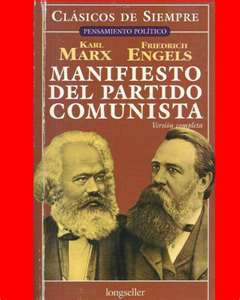 CLÁSICOS DE SIEMPRE
PENSAMIENTO POLÍTICO
KARL FRIEDRICH
MARX ENGELS
MANIFIESTO
DEL PARTIDO
COMUNISTA
Versión completa
longseller